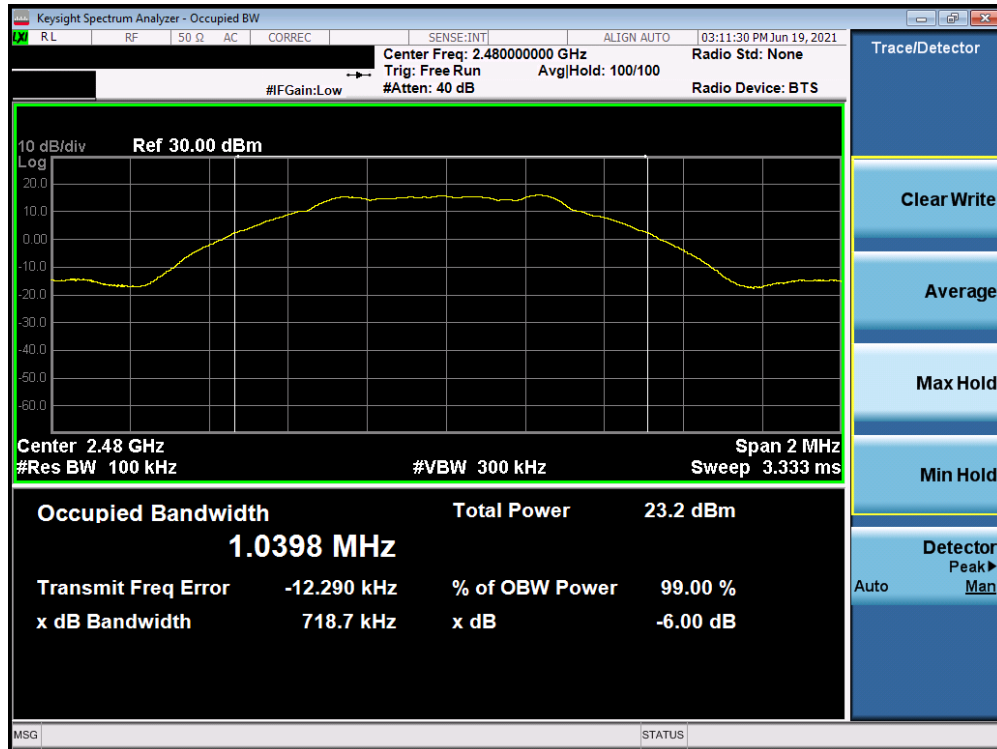 Keysight Spectrum Analyzer - Occupied BW
LXI RL RF 50 Ω AC CORREC SENSE:INT ALIGN AUTO 03:11:30 PM Jun 19, 2021
Center Freq: 2.480000000 GHz Radio Std: None
Trig: Free Run Avg|Hold: 100/100
#IFGain:Low #Atten: 40 dB Radio Device: BTS
10 dB/div Ref 30.00 dBm
Log
20.0
10.0
0.00
-10.0
-20.0
-30.0
-40.0
-50.0
-60.0
Center 2.48 GHz Span 2 MHz
#Res BW 100 kHz #VBW 300 kHz Sweep 3.333 ms
Occupied Bandwidth Total Power 23.2 dBm
1.0398 MHz
Transmit Freq Error -12.290 kHz % of OBW Power 99.00 %
x dB Bandwidth 718.7 kHz x dB -6.00 dB
MSG STATUS
Trace/Detector
Clear Write
Average
Max Hold
Min Hold
Detector
Peak▶
Auto Man